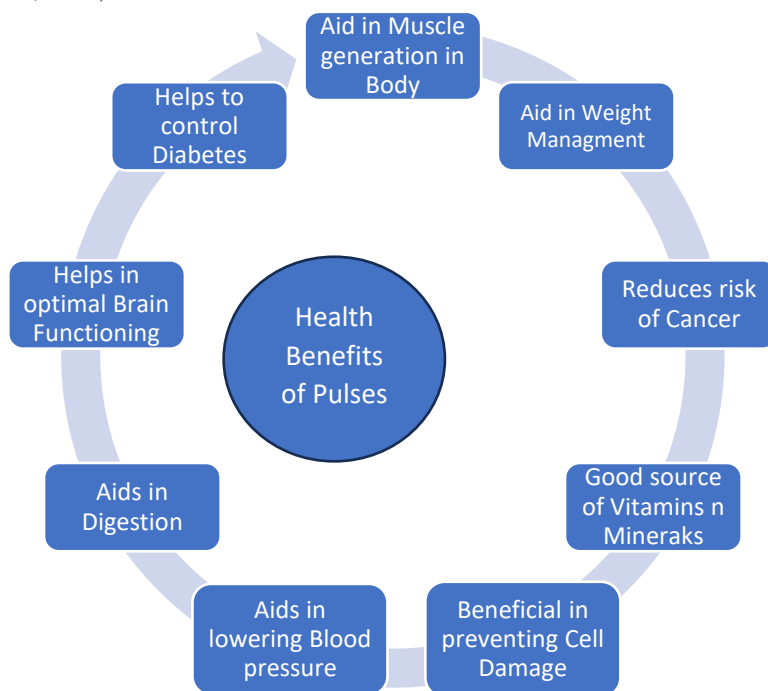 Aid in Muscle
generation in
Body
Aid in Weight
Managment
Reduces risk
of Cancer
Good source
of Vitamins n
Mineraks
Beneficial in
preventing Cell
Damage
Aids in
lowering Blood
pressure
Aids in
Digestion
Helps in
optimal Brain
Functioning
Helps to
control
Diabetes
Health
Benefits
of Pulses